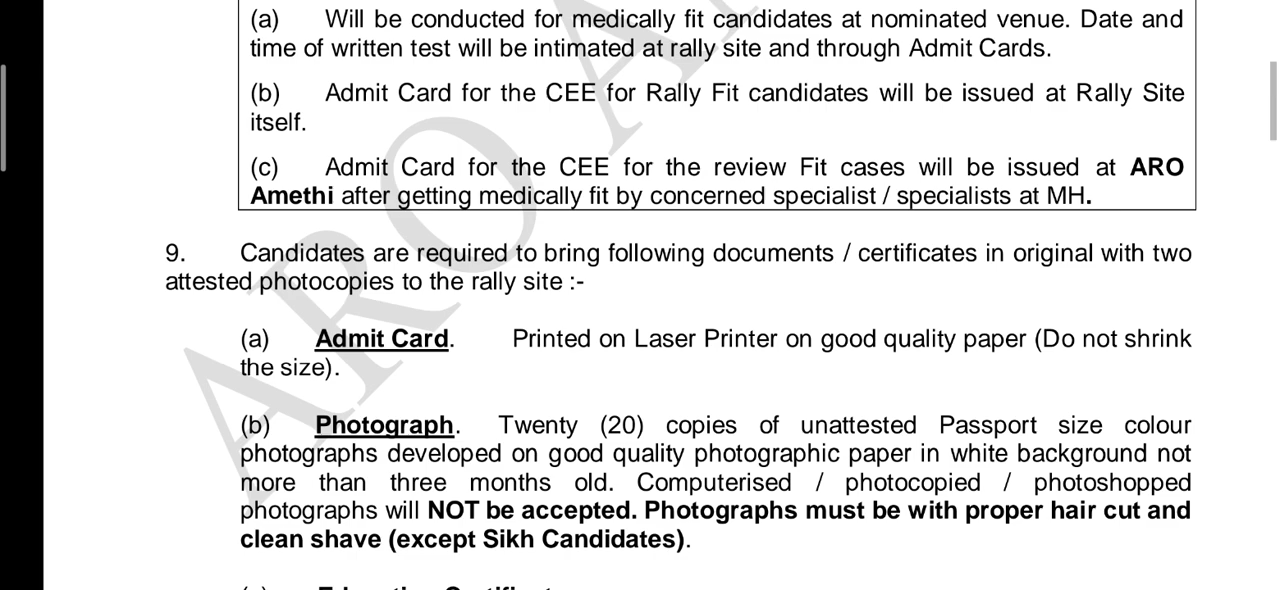 (a) Will be conducted for medically fit candidates at nominated venue. Date and
time of written test will be intimated at rally site and through Admit Cards.
(b) Admit Card for the CEE for Rally Fit candidates will be issued at Rally Site
itself.
(c) Admit Card for the CEE for the review Fit cases will be issued at ARO
Amethi after getting medically fit by concerned specialist / specialists at MH.
9. Candidates are required to bring following documents / certificates in original with two
attested photocopies to the rally site :-
(a) Admit Card. Printed on Laser Printer on good quality paper (Do not shrink
the size).
(b) Photograph. Twenty (20) copies of unattested Passport size colour
photographs developed on good quality photographic paper in white background not
more than three months old. Computerised / photocopied / photoshopped
photographs will NOT be accepted. Photographs must be with proper hair cut and
clean shave (except Sikh Candidates).
ARO A